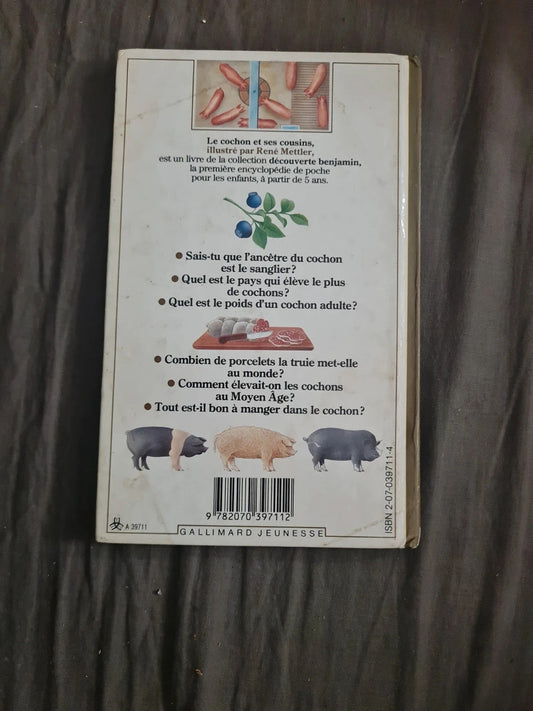 Le cochon et ses cousins,
illustré par René Mettler,
est un livre de la collection découverte benjamin,
la première encyclopédie de poche
pour les enfants, à partir de 5 ans.
● Sais-tu que l'ancêtre du cochon
est le sanglier?
● Quel est le pays qui élève le plus
de cochons?
● Quel est le poids d'un cochon adulte?
● Combien de porcelets la truie met-elle
au monde?
● Comment élevait-on les cochons
au Moyen Âge?
● Tout est-il bon à manger dans le cochon?
9 782070 397112
A 39711
GALLIMARD JEUNESSE
ISBN 2-07-039711-4